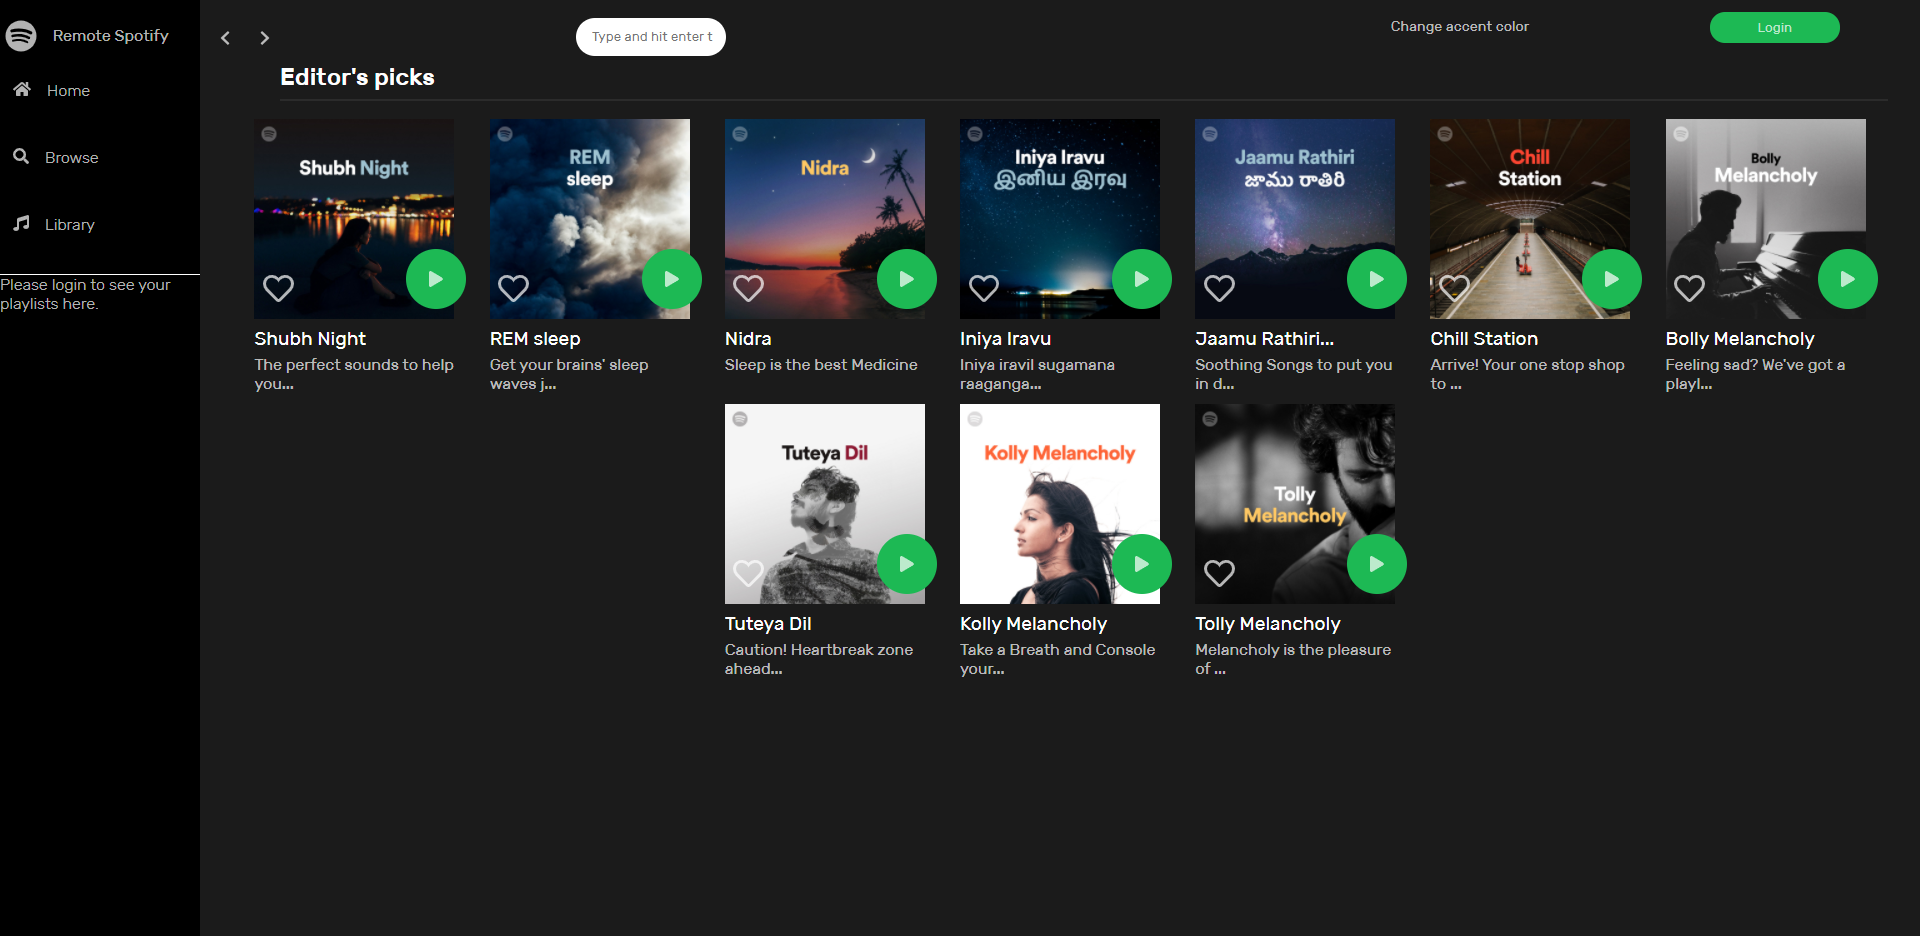 Remote Spotify
Home
Browse
Library
Please login to see your
playlists here.
Type and hit enter t
Change accent color
Login
Editor's picks
Shubh Night
Shubh Night
The perfect sounds to help
you...
REM
sleep
REM sleep
Get your brains' sleep
waves j...
Nidra
Nidra
Sleep is the best Medicine
Iniya Iravu
இனிய இரவு
Iniya Iravu
Iniya iravil sugamana
raaganga...
Jaamu Rathiri
జాము రాతిరి
Jaamu Rathiri...
Soothing Songs to put you
in d...
Chill
Station
Chill Station
Arrive! Your one stop shop
to ...
Bolly
Melancholy
Bolly Melancholy
Feeling sad? We've got a
playl...
Tuteya Dil
Tuteya Dil
Caution! Heartbreak zone
ahead...
Kolly Melancholy
Kolly Melancholy
Take a Breath and Console
your...
Tolly
Melancholy
Tolly Melancholy
Melancholy is the pleasure
of ...